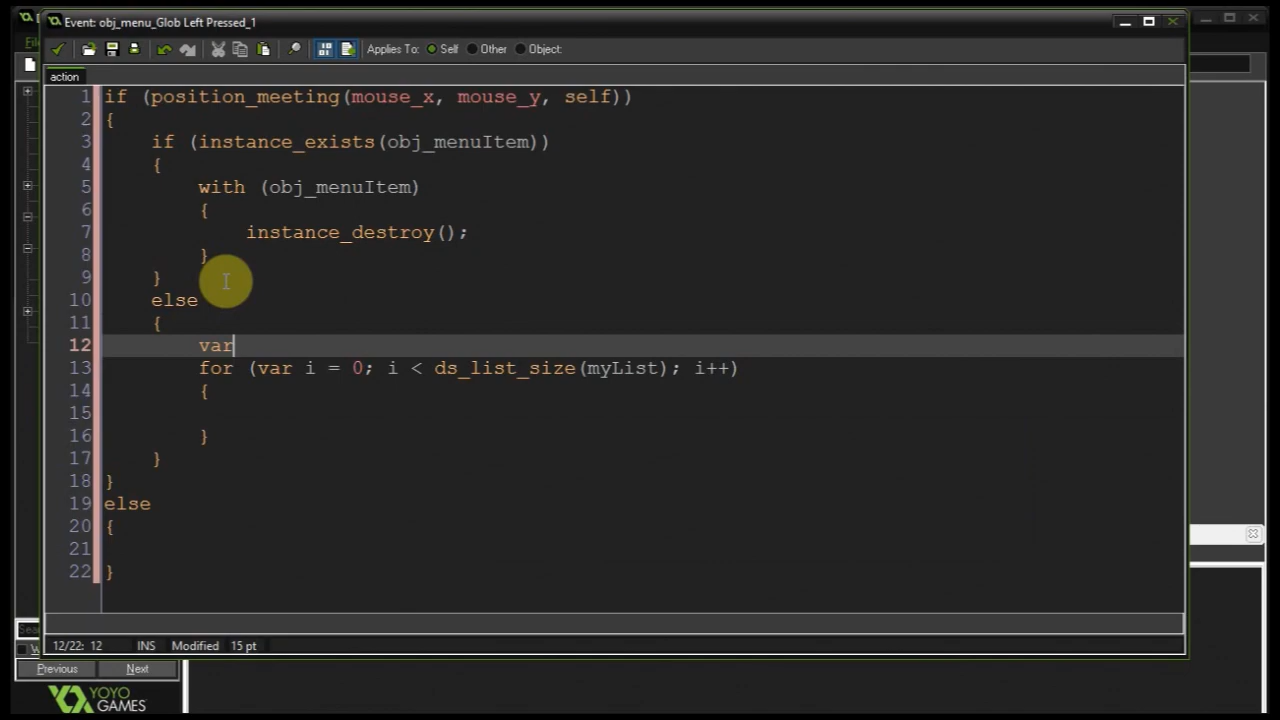 Event: obj_menu_Glob Left Pressed_1
Applies To: Self Other Object:
action
1 if (position_meeting(mouse_x, mouse_y, self))
2 {
3 if (instance_exists(obj_menuItem))
4 {
5 with (obj_menuItem)
6 {
7 instance_destroy();
8 }
9 }
10 else
11 {
12 var
13 for (var i = 0; i < ds_list_size(myList); i++)
14 {
15
16 }
17 }
18 }
19 else
20 {
21
22 }
12/22: 12 INS Modified 15 pt
Previous Next
YOYO
GAMES